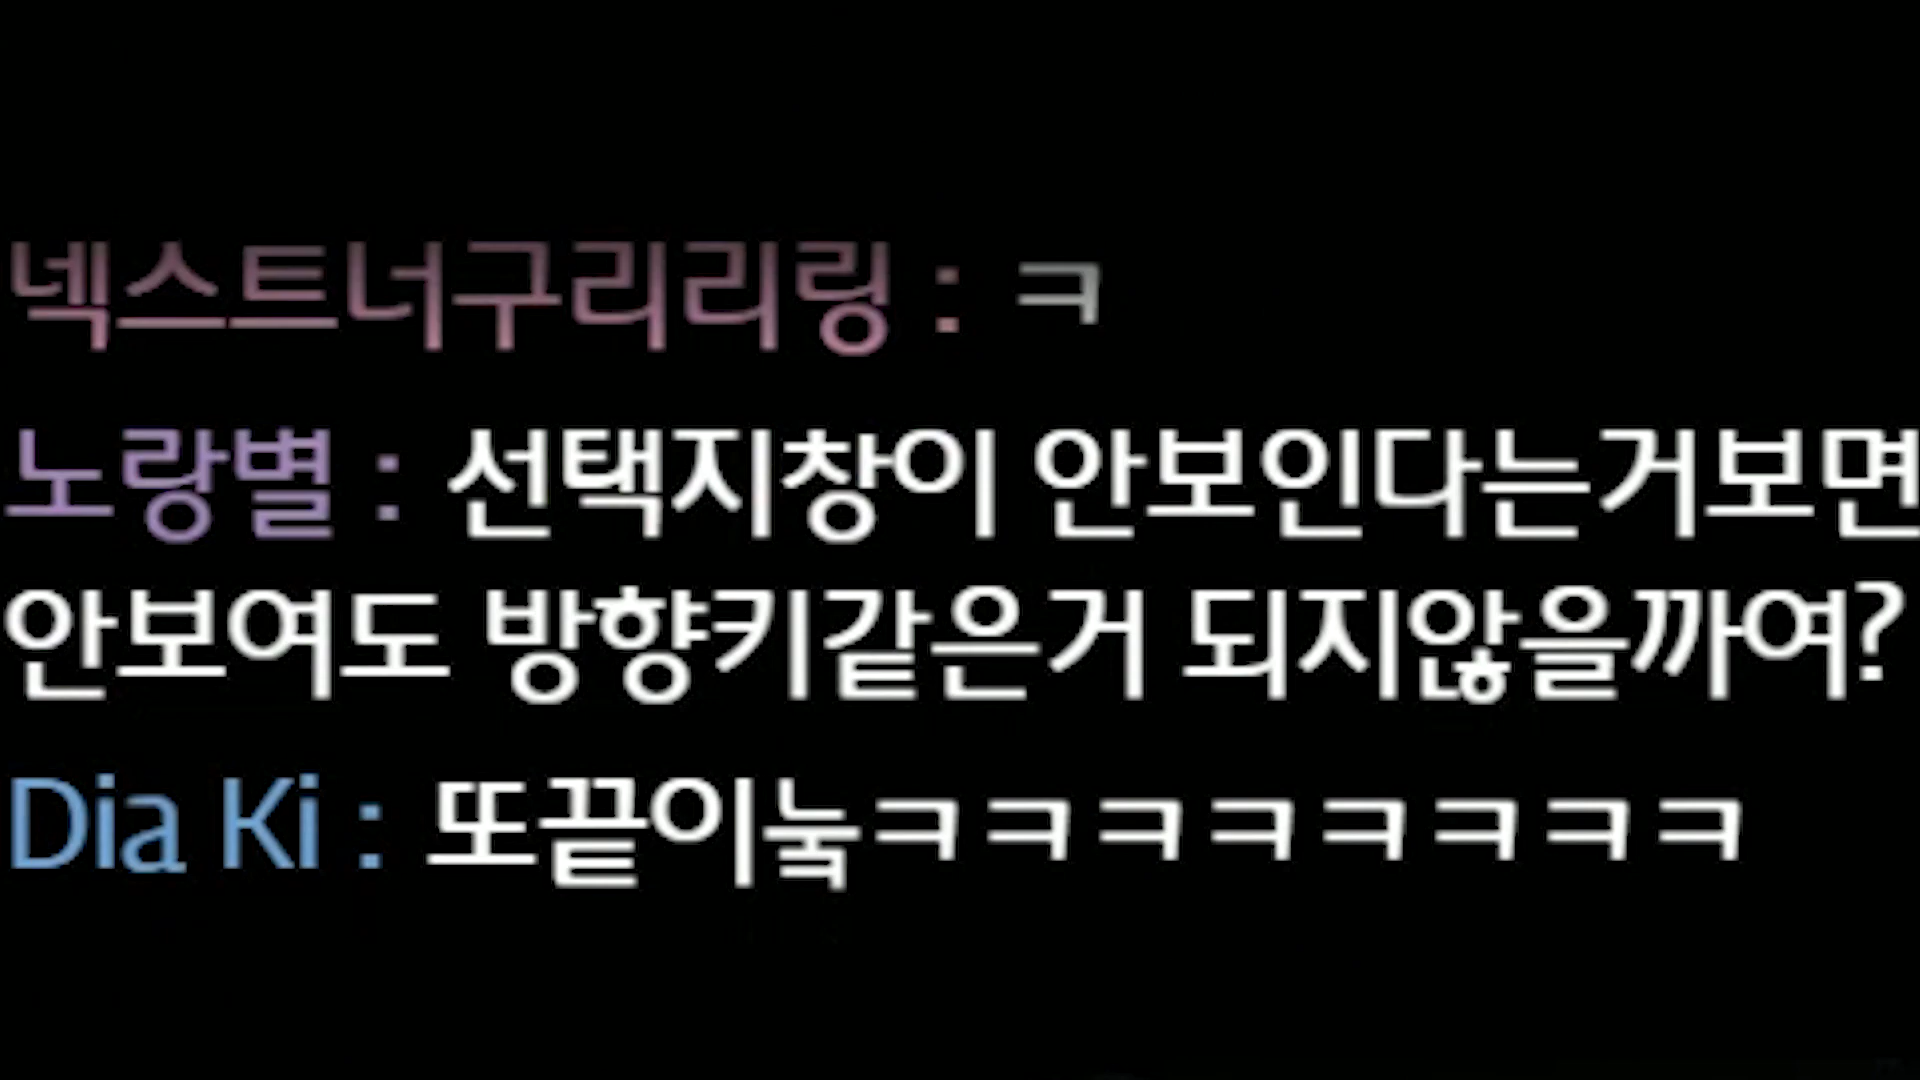 넥스트너구리리링 : ㅋ
노랑별 : 선택지창이 안보인다는거보면
안보여도 방향키같은거 되지않을까여?
Dia Ki : 또끝이눜ㅋㅋㅋㅋㅋㅋㅋㅋ